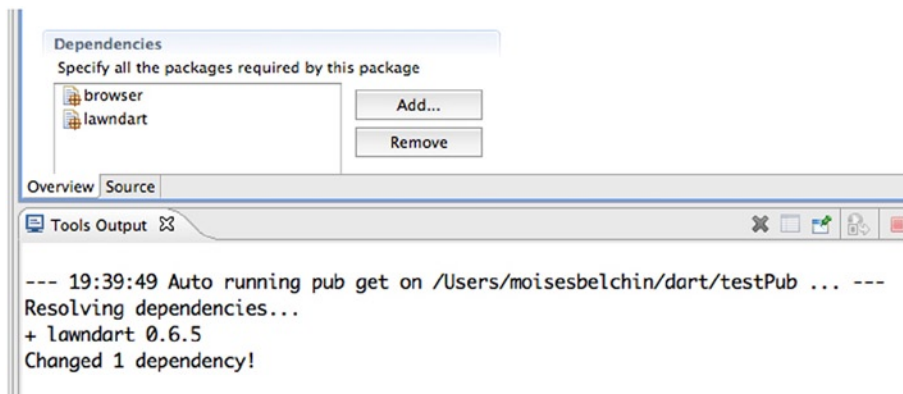 Dependencies
Specify all the packages required by this package
browser
lawndart
Add...
Remove
Overview Source
Tools Output
--- 19:39:49 Auto running pub get on /Users/moisesbelchin/dart/testPub ... ---
Resolving dependencies...
+ lawndart 0.6.5
Changed 1 dependency!